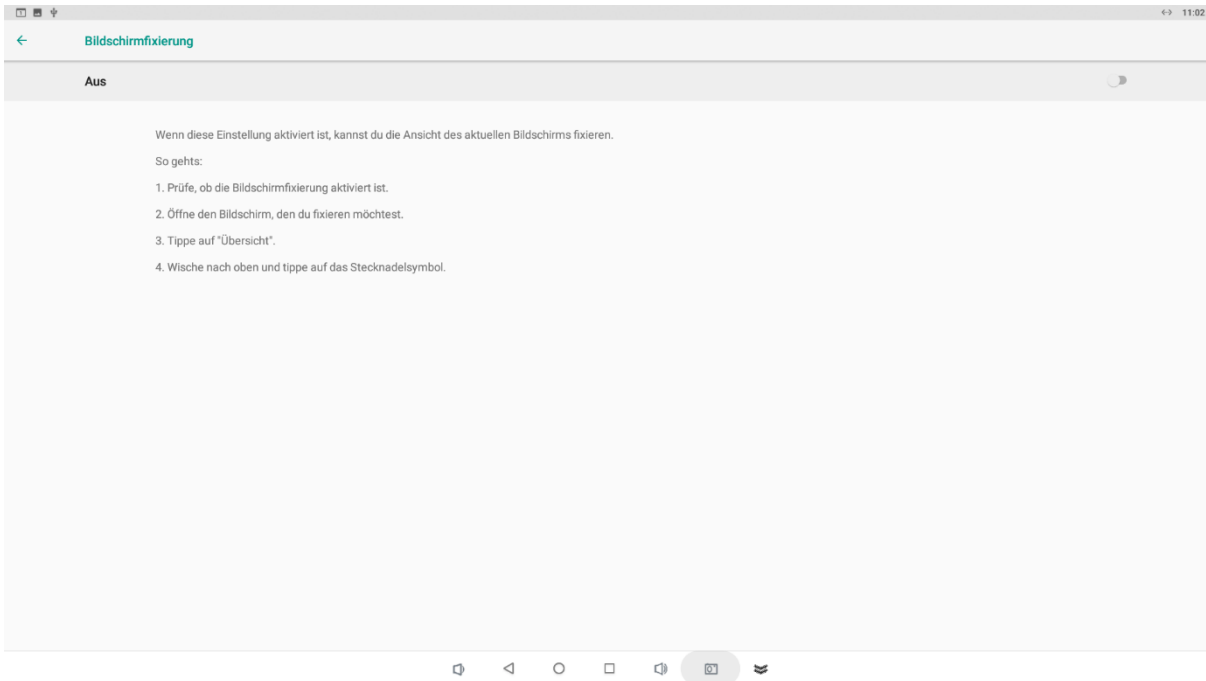 11:02
Bildschirmfixierung
Aus
Wenn diese Einstellung aktiviert ist, kannst du die Ansicht des aktuellen Bildschirms fixieren.
So gehts:
1. Prüfe, ob die Bildschirmfixierung aktiviert ist.
2. Öffne den Bildschirm, den du fixieren möchtest.
3. Tippe auf "Übersicht".
4. Wische nach oben und tippe auf das Stecknadelsymbol.